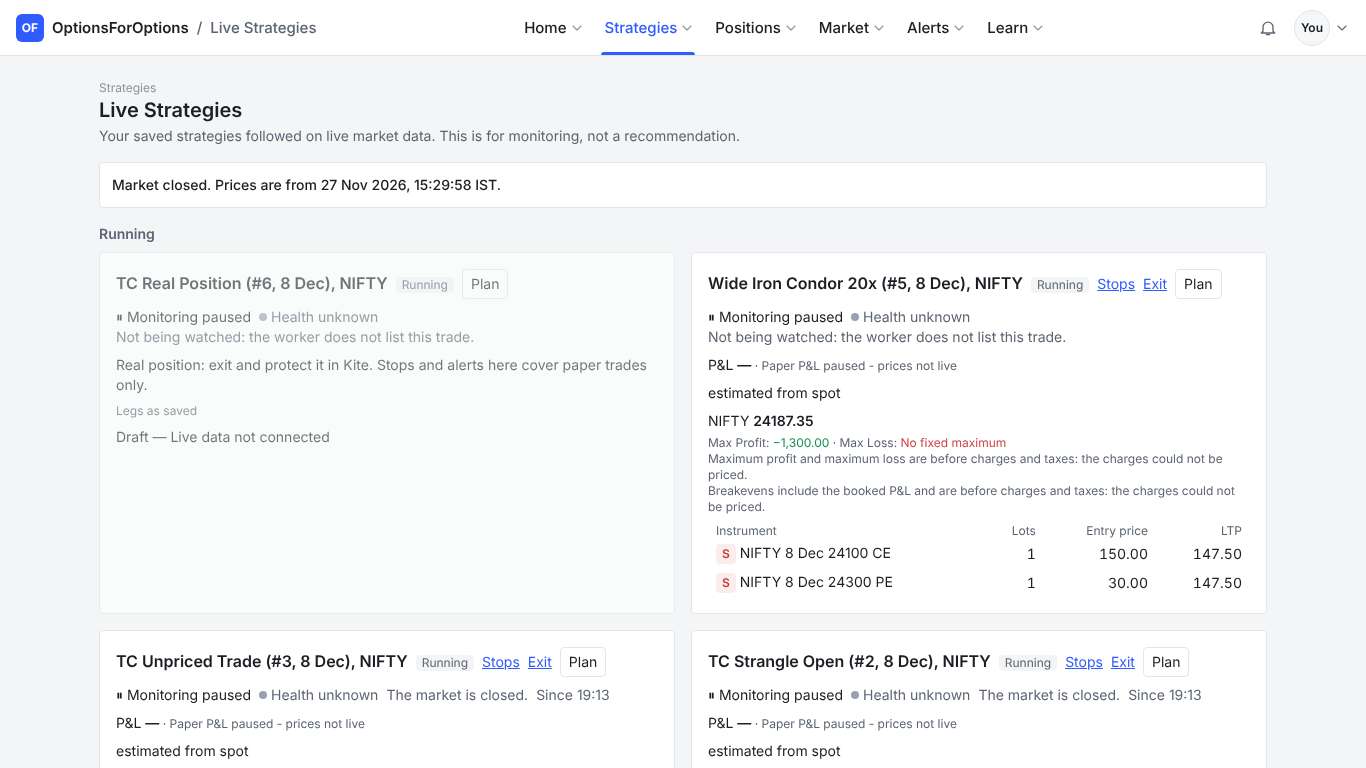 OF OptionsForOptions / Live Strategies Home Strategies Positions Market Alerts Learn You
Strategies
Live Strategies
Your saved strategies followed on live market data. This is for monitoring, not a recommendation.
Market closed. Prices are from 27 Nov 2026, 15:29:58 IST.
Running
TC Real Position (#6, 8 Dec), NIFTY Running Plan
Monitoring paused Health unknown
Not being watched: the worker does not list this trade.
Real position: exit and protect it in Kite. Stops and alerts here cover paper trades
only.
Legs as saved
Draft — Live data not connected
Wide Iron Condor 20x (#5, 8 Dec), NIFTY Running Stops Exit Plan
Monitoring paused Health unknown
Not being watched: the worker does not list this trade.
P&L — · Paper P&L paused - prices not live
estimated from spot
NIFTY 24187.35
Max Profit: −1,300.00 · Max Loss: No fixed maximum
Maximum profit and maximum loss are before charges and taxes: the charges could not be
priced.
Breakevens include the booked P&L and are before charges and taxes: the charges could not
be priced.
Instrument Lots Entry price LTP
S NIFTY 8 Dec 24100 CE 1 150.00 147.50
S NIFTY 8 Dec 24300 PE 1 30.00 147.50
TC Unpriced Trade (#3, 8 Dec), NIFTY Running Stops Exit Plan
Monitoring paused Health unknown The market is closed. Since 19:13
P&L — · Paper P&L paused - prices not live
estimated from spot
TC Strangle Open (#2, 8 Dec), NIFTY Running Stops Exit Plan
Monitoring paused Health unknown The market is closed. Since 19:13
P&L — · Paper P&L paused - prices not live
estimated from spot